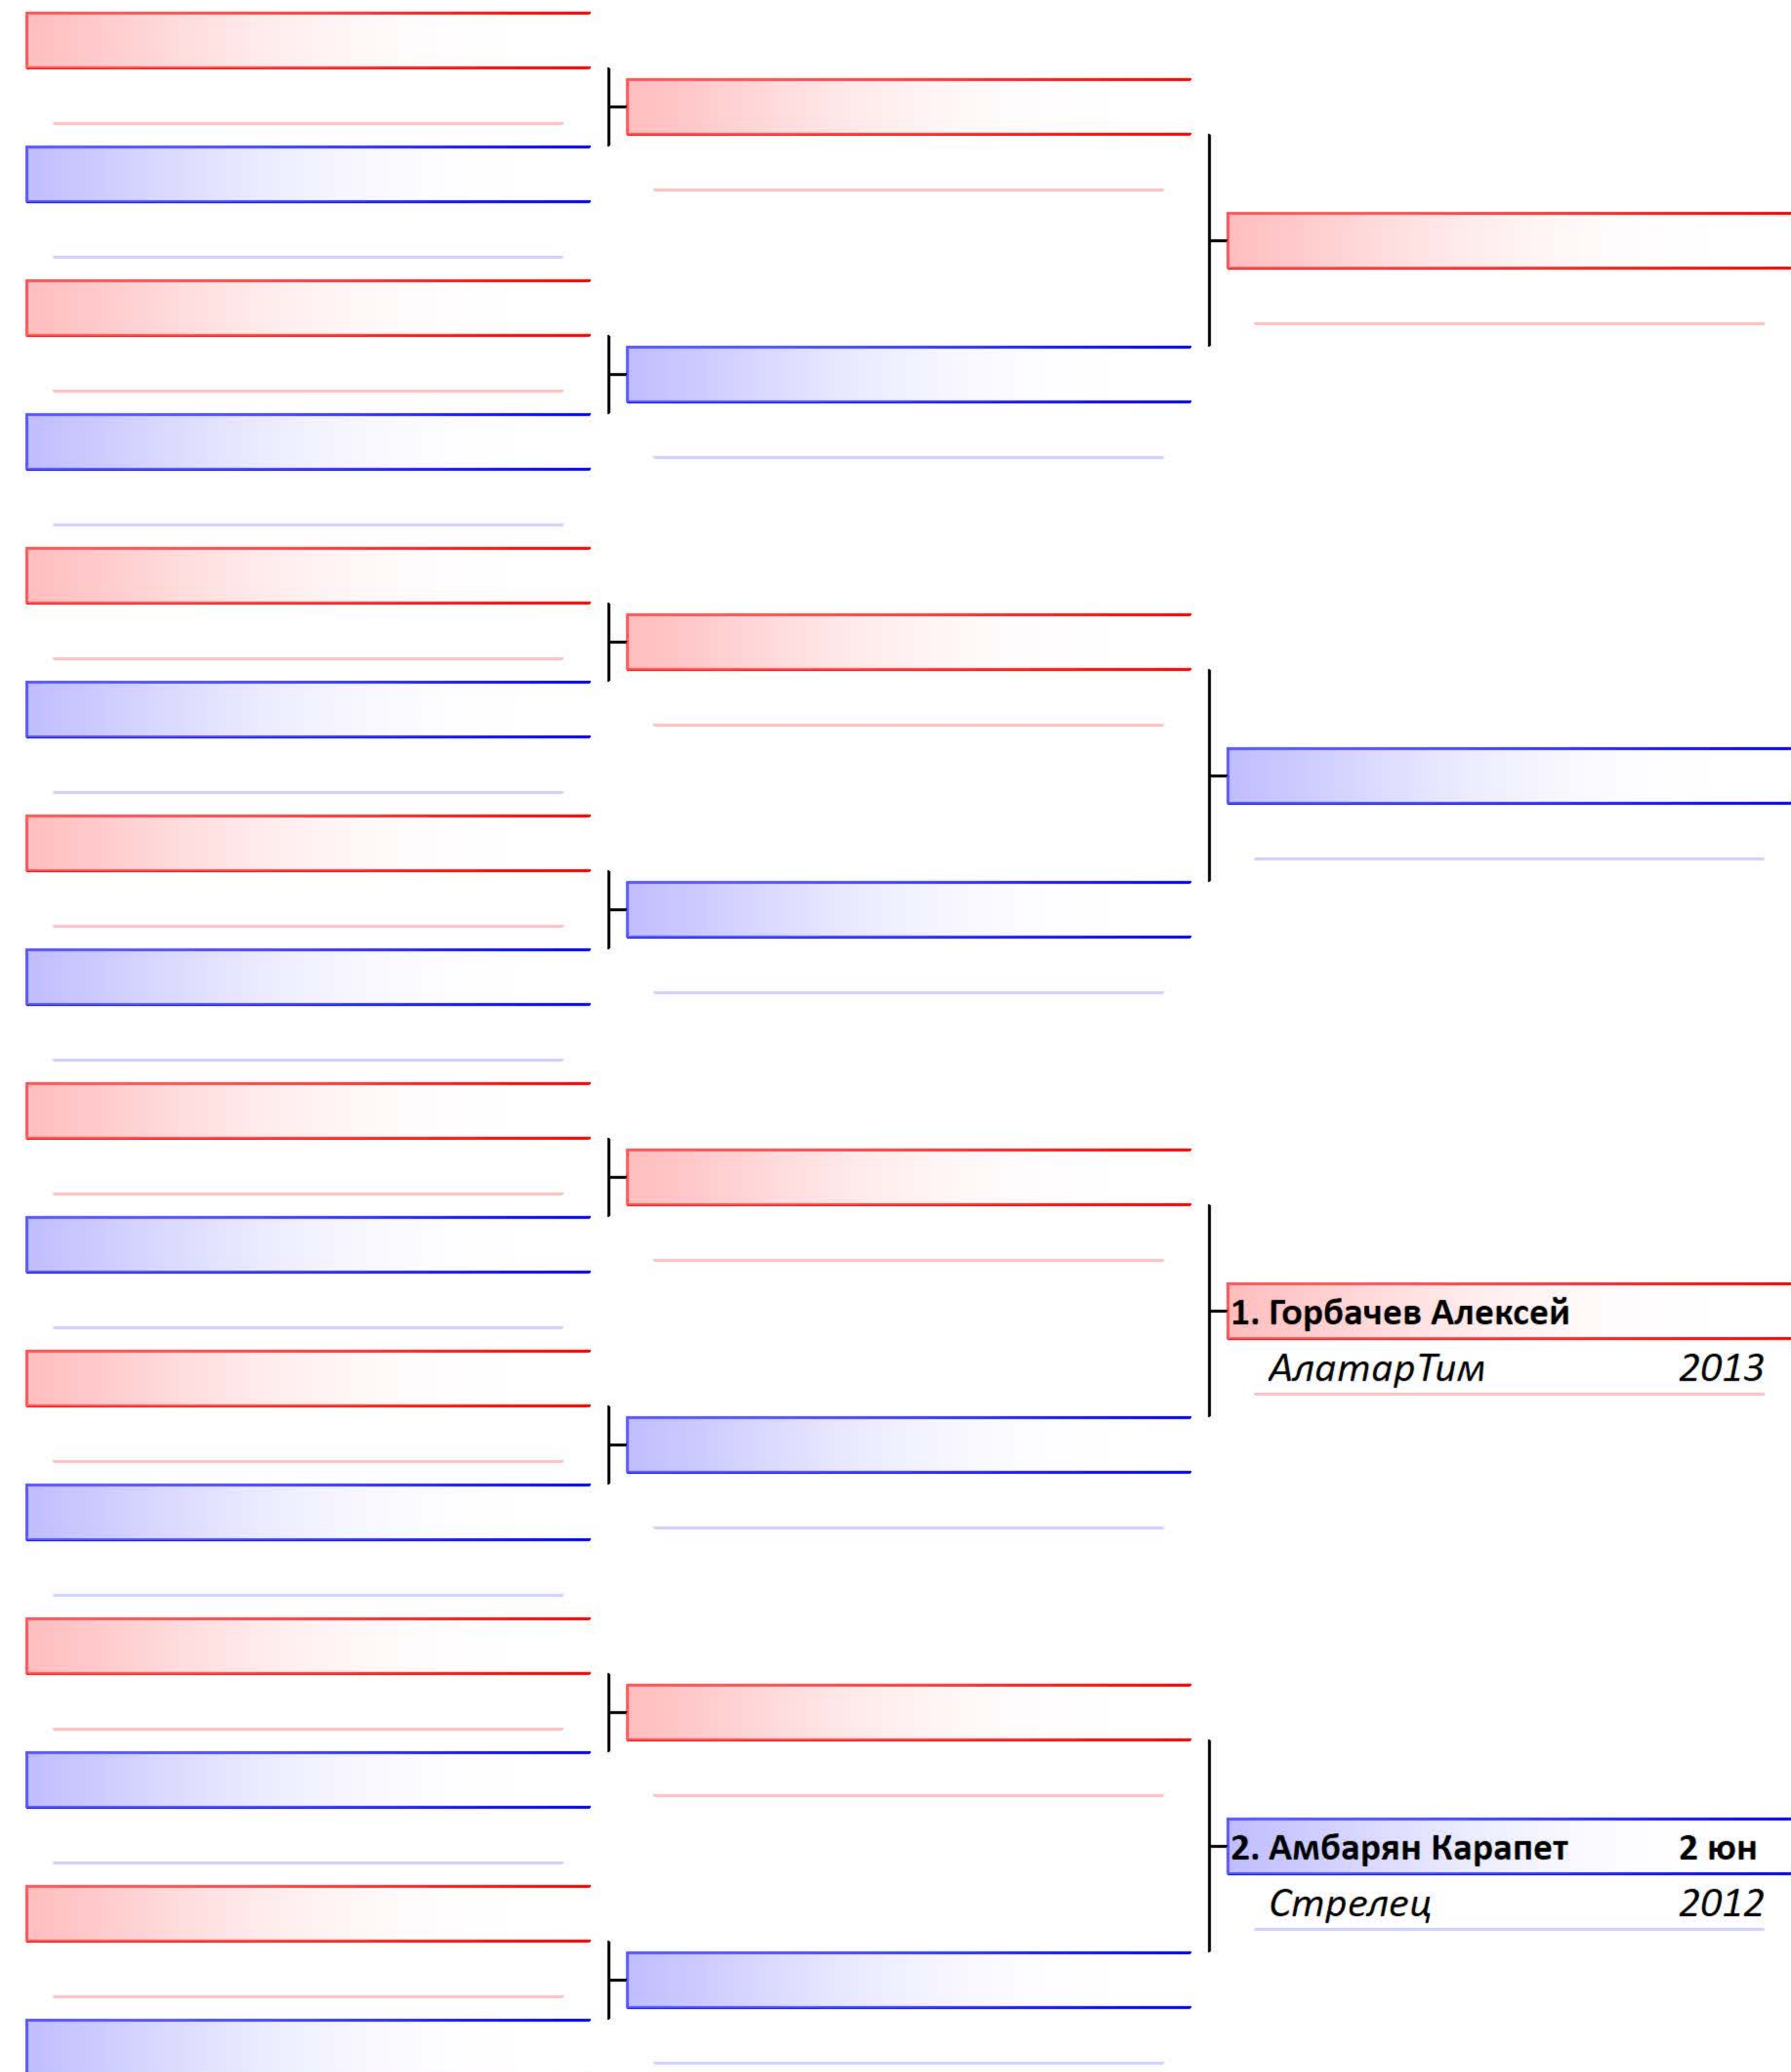 1. Горбачев Алексей
АлатарТим 2013
2. Амбарян Карапет 2 юн
Стрелец 2012